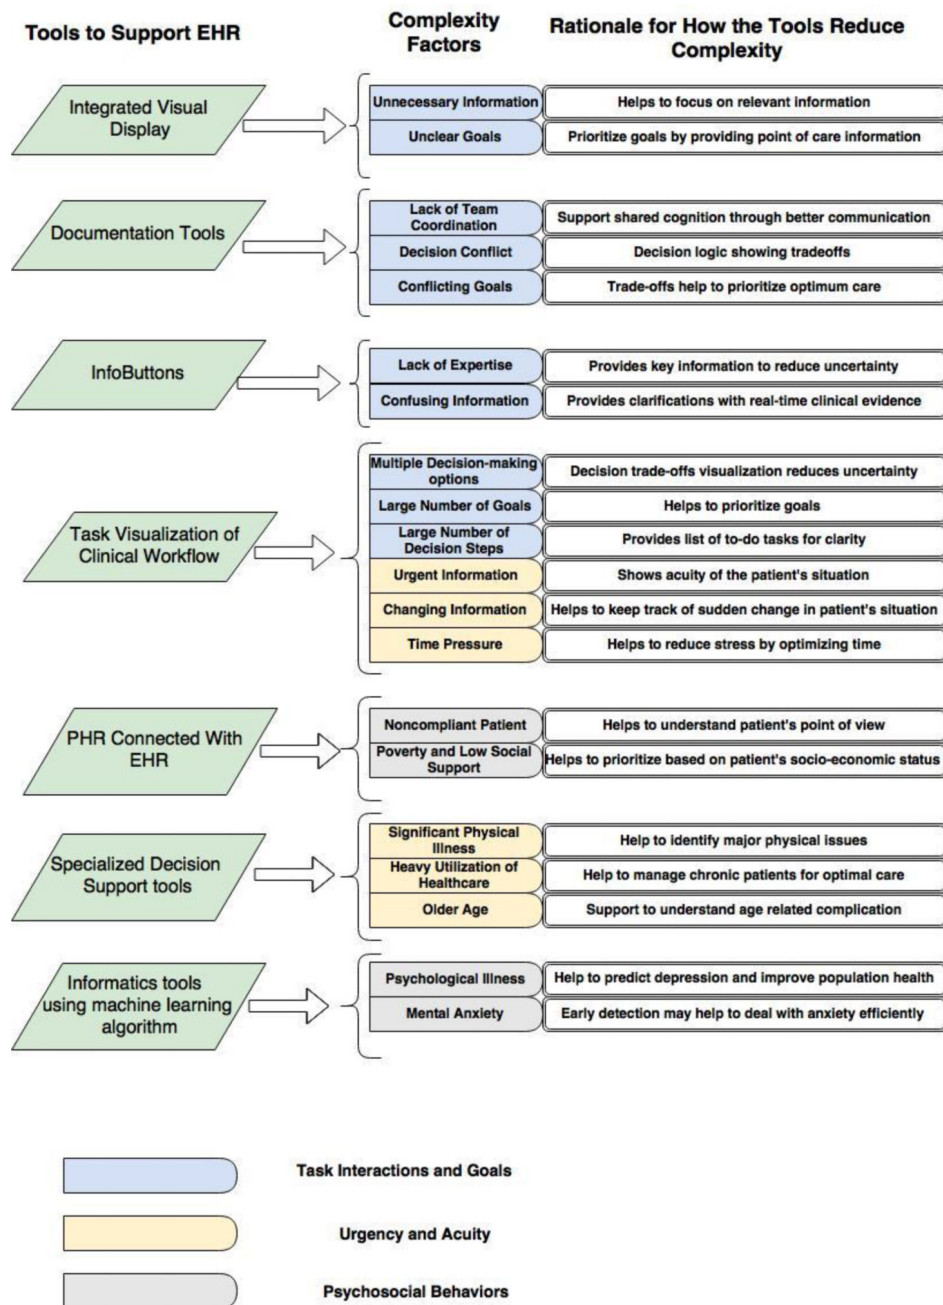 Tools to Support EHR
Complexity
Factors
Rationale for How the Tools Reduce
Complexity
Integrated Visual
Display
Unnecessary Information
Helps to focus on relevant information
Unclear Goals
Prioritize goals by providing point of care information
Documentation Tools
Lack of Team
Coordination
Support shared cognition through better communication
Decision Conflict
Decision logic showing tradeoffs
Conflicting Goals
Trade-offs help to prioritize optimum care
InfoButtons
Lack of Expertise
Provides key information to reduce uncertainty
Confusing Information
Provides clarifications with real-time clinical evidence
Task Visualization of
Clinical Workflow
Multiple Decision-making
options
Decision trade-offs visualization reduces uncertainty
Large Number of Goals
Helps to prioritize goals
Large Number of
Decision Steps
Provides list of to-do tasks for clarity
Urgent Information
Shows acuity of the patient's situation
Changing Information
Helps to keep track of sudden change in patient's situation
Time Pressure
Helps to reduce stress by optimizing time
PHR Connected With
EHR
Noncompliant Patient
Helps to understand patient's point of view
Poverty and Low Social
Support
Helps to prioritize based on patient's socio-economic status
Specialized Decision
Support tools
Significant Physical
Illness
Help to identify major physical issues
Heavy Utilization of
Healthcare
Help to manage chronic patients for optimal care
Older Age
Support to understand age related complication
Informatics tools
using machine learning
algorithm
Psychological Illness
Help to predict depression and improve population health
Mental Anxiety
Early detection may help to deal with anxiety efficiently
Task Interactions and Goals
Urgency and Acuity
Psychosocial Behaviors